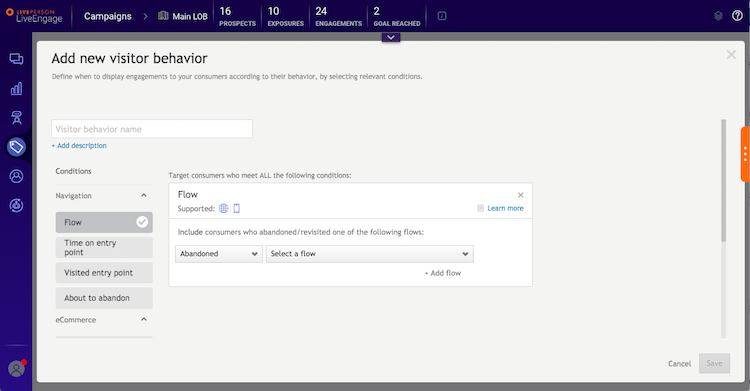 LIVEPERSON
LiveEngage
Campaigns
Main LOB
16
PROSPECTS
10
EXPOSURES
24
ENGAGEMENTS
2
GOAL REACHED
Add new visitor behavior
Define when to display engagements to your consumers according to their behavior, by selecting relevant conditions.
Visitor behavior name
+ Add description
Conditions
Navigation
Flow
Time on entry
point
Visited entry point
About to abandon
eCommerce
Target consumers who meet ALL the following conditions:
Flow
Supported:
Learn more
Include consumers who abandoned/revisited one of the following flows:
Abandoned
Select a flow
+ Add flow
Cancel
Save